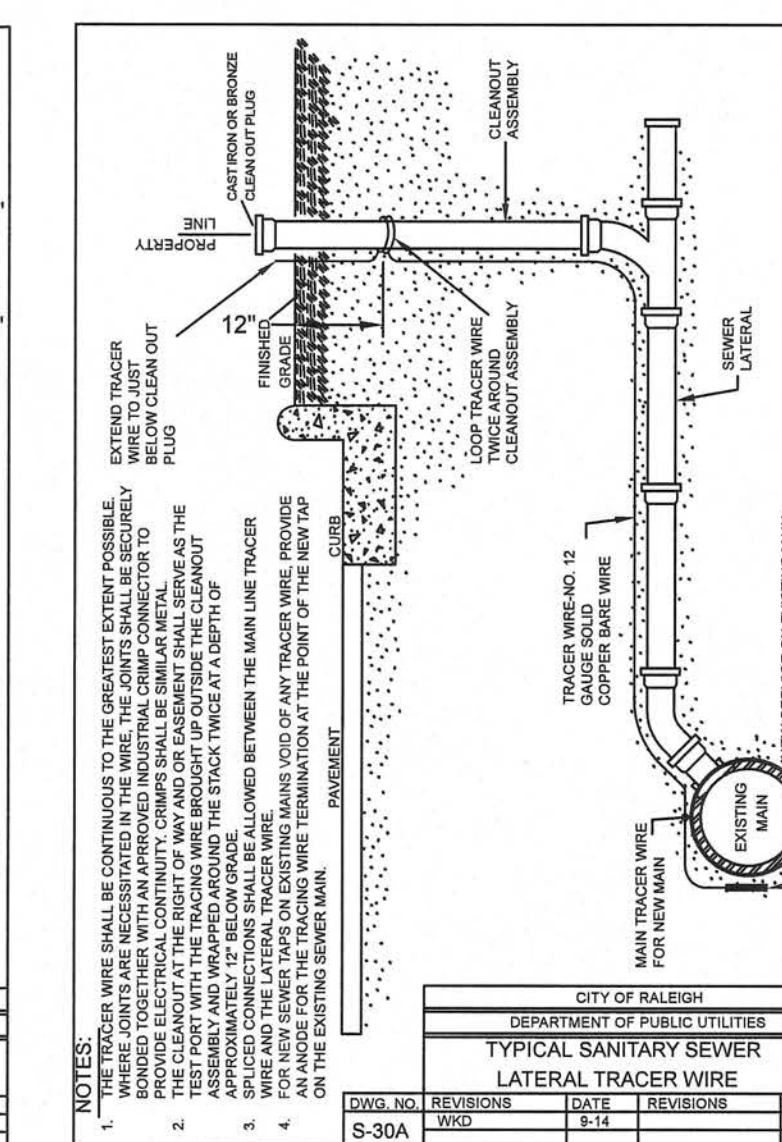 NOTES:
1. THE TRACER WIRE SHALL BE CONTINUOUS TO THE GREATEST EXTENT POSSIBLE.
WHERE JOINTS ARE NECESSITATED IN THE WIRE, THE JOINTS SHALL BE SECURELY
BONDED TOGETHER WITH AN APRROVED INDUSTRIAL CRIMP CONNECTOR TO
PROVIDE ELECTRICAL CONTINUITY. CRIMPS SHALL BE SIMILAR METAL.
2. THE CLEANOUT AT THE RIGHT OF WAY AND OR EASEMENT SHALL SERVE AS THE
TEST PORT WITH THE TRACING WIRE BROUGHT UP OUTSIDE THE CLEANOUT
ASSEMBLY AND WRAPPED AROUND THE STACK TWICE AT A DEPTH OF
APPROXIMATELY 12" BELOW GRADE.
3. SPLICED CONNECTIONS SHALL BE ALLOWED BETWEEN THE MAIN LINE TRACER
WIRE AND THE LATERAL TRACER WIRE.
4. FOR NEW SEWER TAPS ON EXISTING MAINS VOID OF ANY TRACER WIRE, PROVIDE
AN ANODE FOR THE TRACING WIRE TERMINATION AT THE POINT OF THE NEW TAP
ON THE EXISTING SEWER MAIN.
EXTEND TRACER
WIRE TO JUST
BELOW CLEAN OUT
PLUG
PROPERTY
LINE
CAST IRON OR BRONZE
CLEAN OUT PLUG
12"
FINISHED
GRADE
CURB
PAVEMENT
LOOP TRACER WIRE
TWICE AROUND
CLEANOUT ASSEMBLY
CLEANOUT
ASSEMBLY
TRACER WIRE-NO. 12
GAUGE SOLID
COPPER BARE WIRE
SEWER
LATERAL
MAIN TRACER WIRE
FOR NEW MAIN
EXISTING
MAIN
CITY OF RALEIGH
DEPARTMENT OF PUBLIC UTILITIES
TYPICAL SANITARY SEWER
LATERAL TRACER WIRE
DWG. NO. REVISIONS DATE REVISIONS
S-30A WKD 9-14